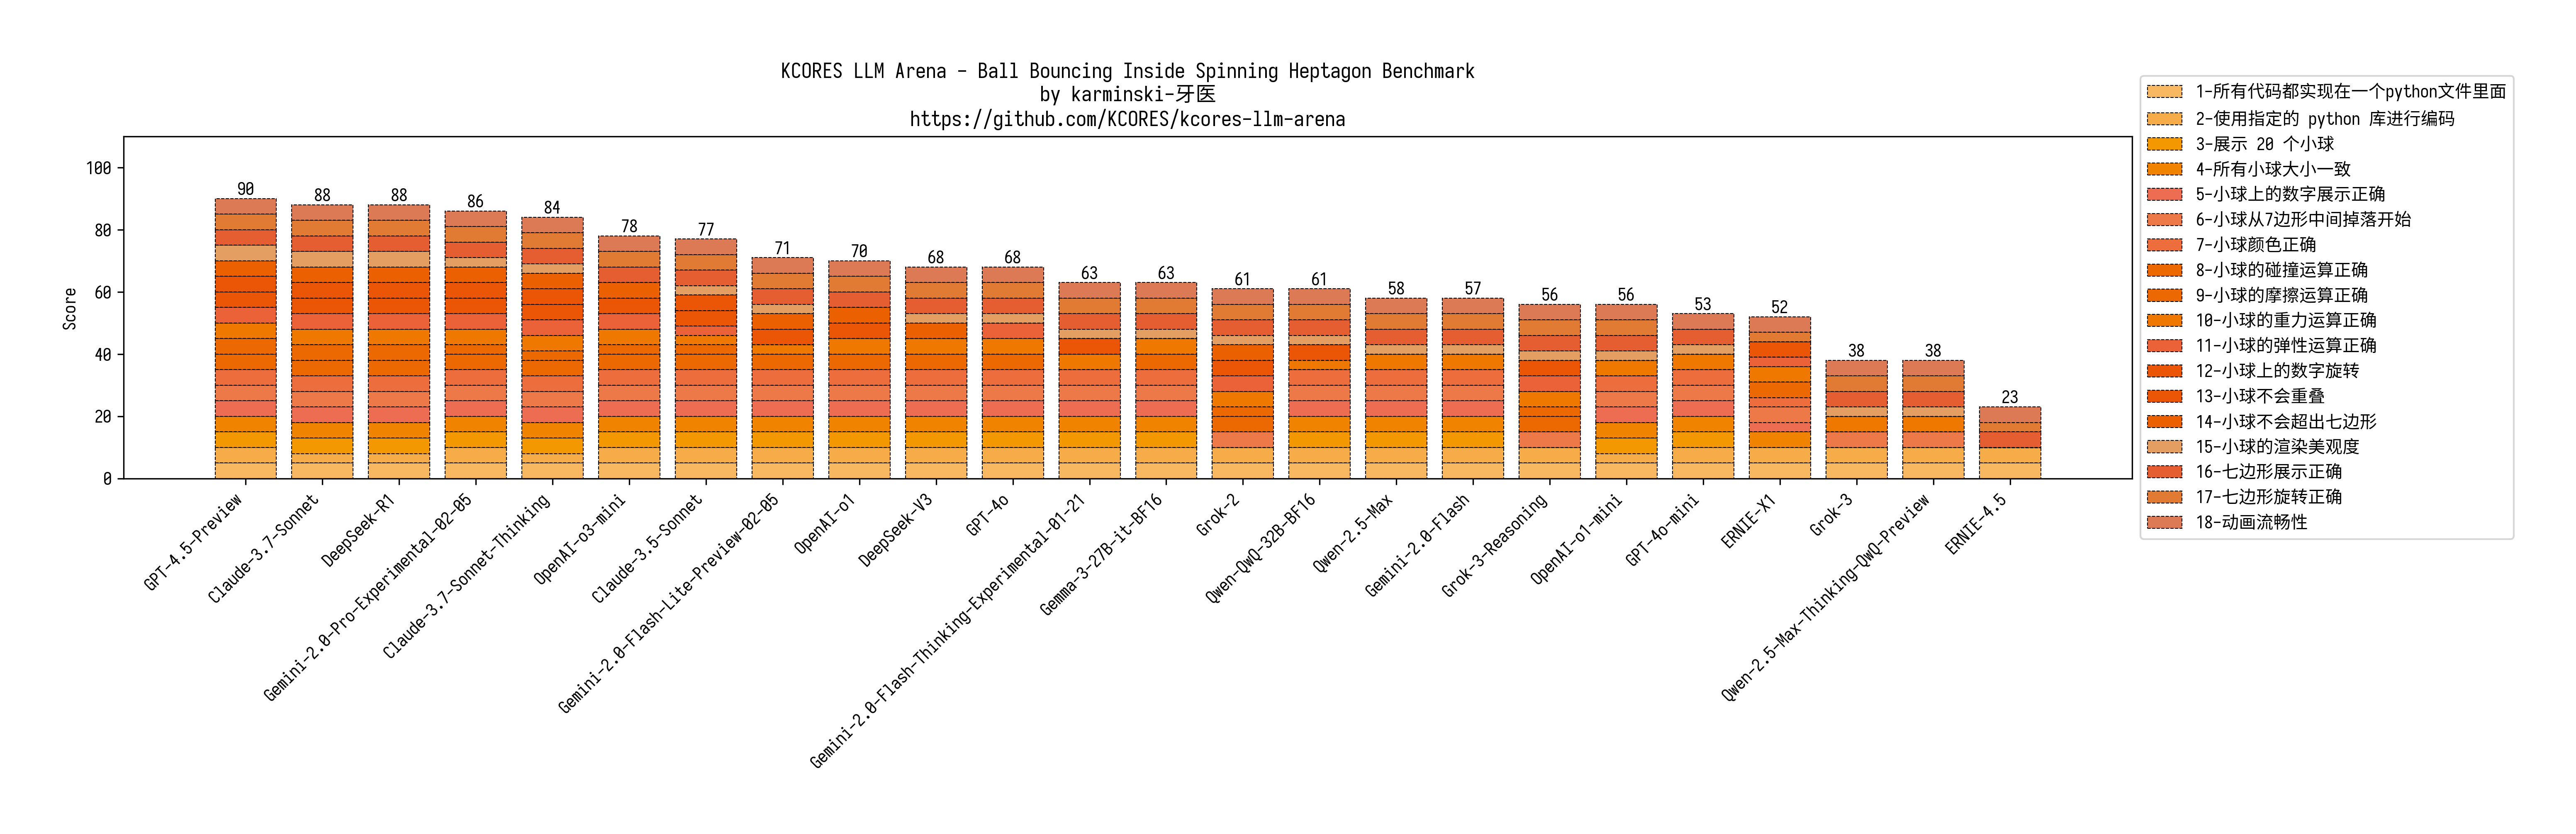 KCORES LLM Arena - Ball Bouncing Inside Spinning Heptagon Benchmark
by karminski-牙医
https://github.com/KCORES/kcores-llm-arena
Score
100
80
60
40
20
0
90
88
88
86
84
78
77
71
70
68
68
63
63
61
61
58
57
56
56
53
52
38
38
23
GPT-4.5-Preview
Claude-3.7-Sonnet
DeepSeek-R1
Gemini-2.0-Pro-Experimental-02-05
Claude-3.7-Sonnet-Thinking
OpenAI-o3-mini
Claude-3.5-Sonnet
Gemini-2.0-Flash-Lite-Preview-02-05
OpenAI-o1
DeepSeek-V3
GPT-4o
Gemini-2.0-Flash-Thinking-Experimental-01-21
Gemma-3-27B-it-BF16
Grok-2
Qwen-QwQ-32B-BF16
Qwen-2.5-Max
Gemini-2.0-Flash
Grok-3-Reasoning
OpenAI-o1-mini
GPT-4o-mini
ERNIE-X1
Grok-3
Qwen-2.5-Max-Thinking-QwQ-Preview
ERNIE-4.5
1-所有代码都实现在一个python文件里面
2-使用指定的 python 库进行编码
3-展示 20 个小球
4-所有小球大小一致
5-小球上的数字展示正确
6-小球从7边形中间掉落开始
7-小球颜色正确
8-小球的碰撞运算正确
9-小球的摩擦运算正确
10-小球的重力运算正确
11-小球的弹性运算正确
12-小球上的数字旋转
13-小球不会重叠
14-小球不会超出七边形
15-小球的渲染美观度
16-七边形展示正确
17-七边形旋转正确
18-动画流畅性